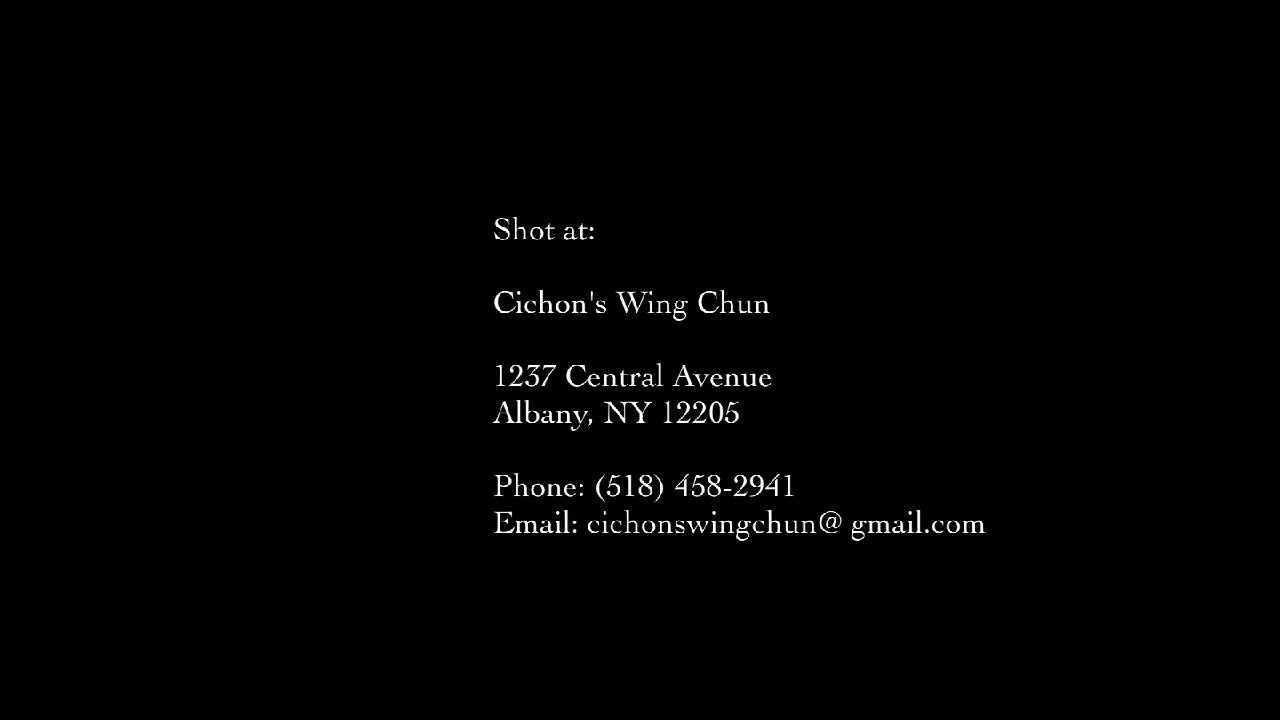 Shot at:
Cichon's Wing Chun
1237 Central Avenue
Albany, NY 12205
Phone: (518) 458-2941
Email: cichonswingchun@ gmail.com